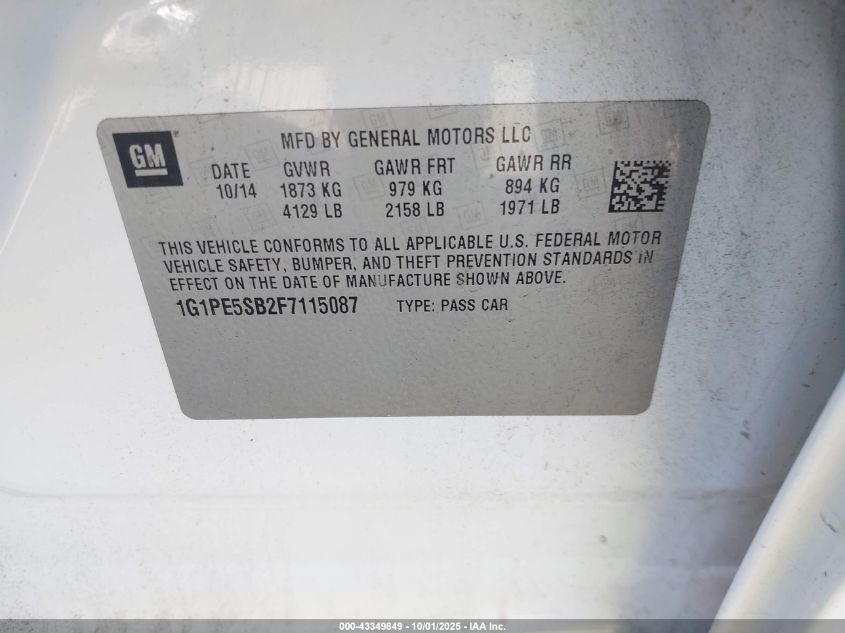 GM
MFD BY GENERAL MOTORS LLC
DATE GVWR GAWR FRT GAWR RR
10/14 1873 KG 979 KG 894 KG
4129 LB 2158 LB 1971 LB
THIS VEHICLE CONFORMS TO ALL APPLICABLE U.S. FEDERAL MOTOR
VEHICLE SAFETY, BUMPER, AND THEFT PREVENTION STANDARDS IN
EFFECT ON THE DATE OF MANUFACTURE SHOWN ABOVE.
1G1PE5SB2F7115087 TYPE: PASS CAR
000-43349849 - 10/01/2025 - IAA Inc.